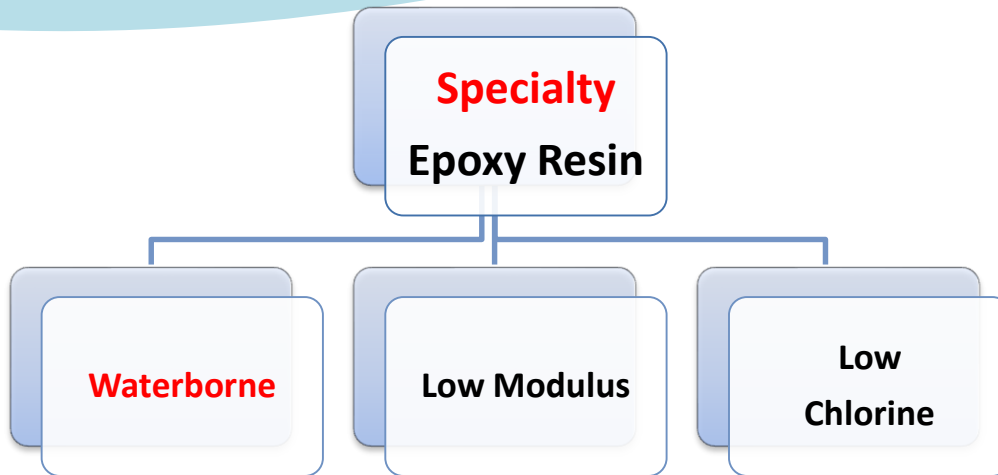 Specialty
Epoxy Resin
Waterborne
Low Modulus
Low
Chlorine